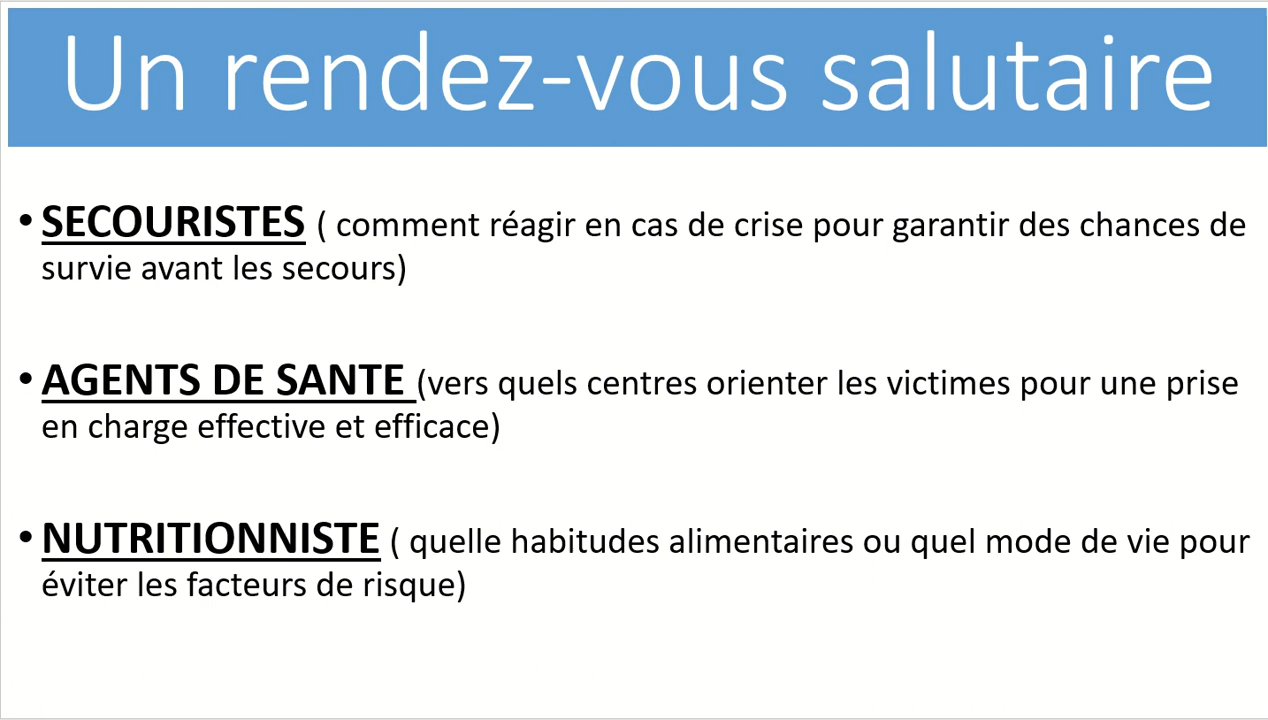 Un rendez-vous salutaire
• SECOURISTES ( comment réagir en cas de crise pour garantir des chances de
survie avant les secours)
• AGENTS DE SANTE (vers quels centres orienter les victimes pour une prise
en charge effective et efficace)
• NUTRITIONNISTE ( quelle habitudes alimentaires ou quel mode de vie pour
éviter les facteurs de risque)